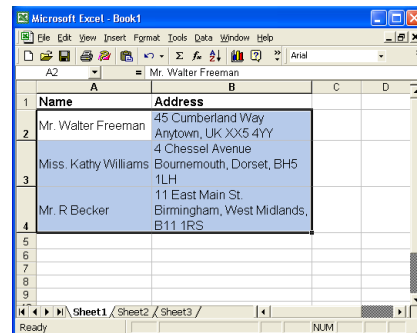 Microsoft Excel - Book1
File Edit View Insert Format Tools Data Window Help
Arial
A2 = Mr. Walter Freeman
A B C D
1 Name Address
2 Mr. Walter Freeman 45 Cumberland Way
Anytown, UK XX5 4YY
3 Miss. Kathy Williams 4 Chessel Avenue
Bournemouth, Dorset, BH5
1LH
4 Mr. R Becker 11 East Main St.
Birmingham, West Midlands,
B11 1RS
5
6
7
8
9
Sheet1 Sheet2 Sheet3
Ready NUM